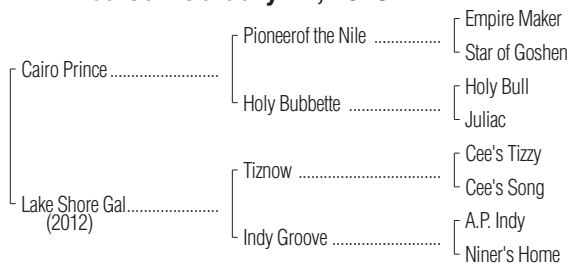 Pioneerof the Nile ..................
Empire Maker
Star of Goshen
Cairo Prince ........................
Holy Bubbette .....................
Holy Bull
Juliac
Tiznow ................................
Cee's Tizzy
Cee's Song
Lake Shore Gal....................
(2012)
Indy Groove ........................
A.P. Indy
Niner's Home